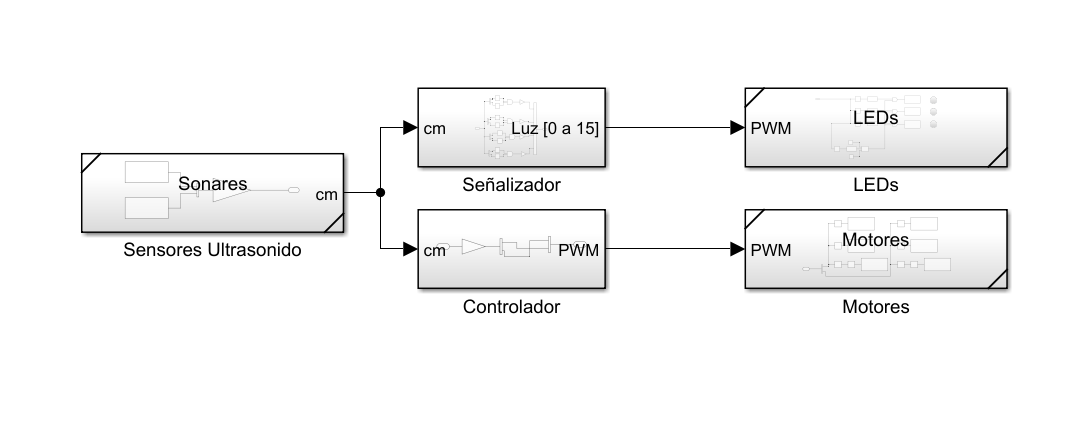 Sonares
cm
Sensores Ultrasonido
cm
Luz [0 a 15]
Señalizador
PWM
LEDs
LEDs
cm
PWM
Controlador
PWM
Motores
Motores